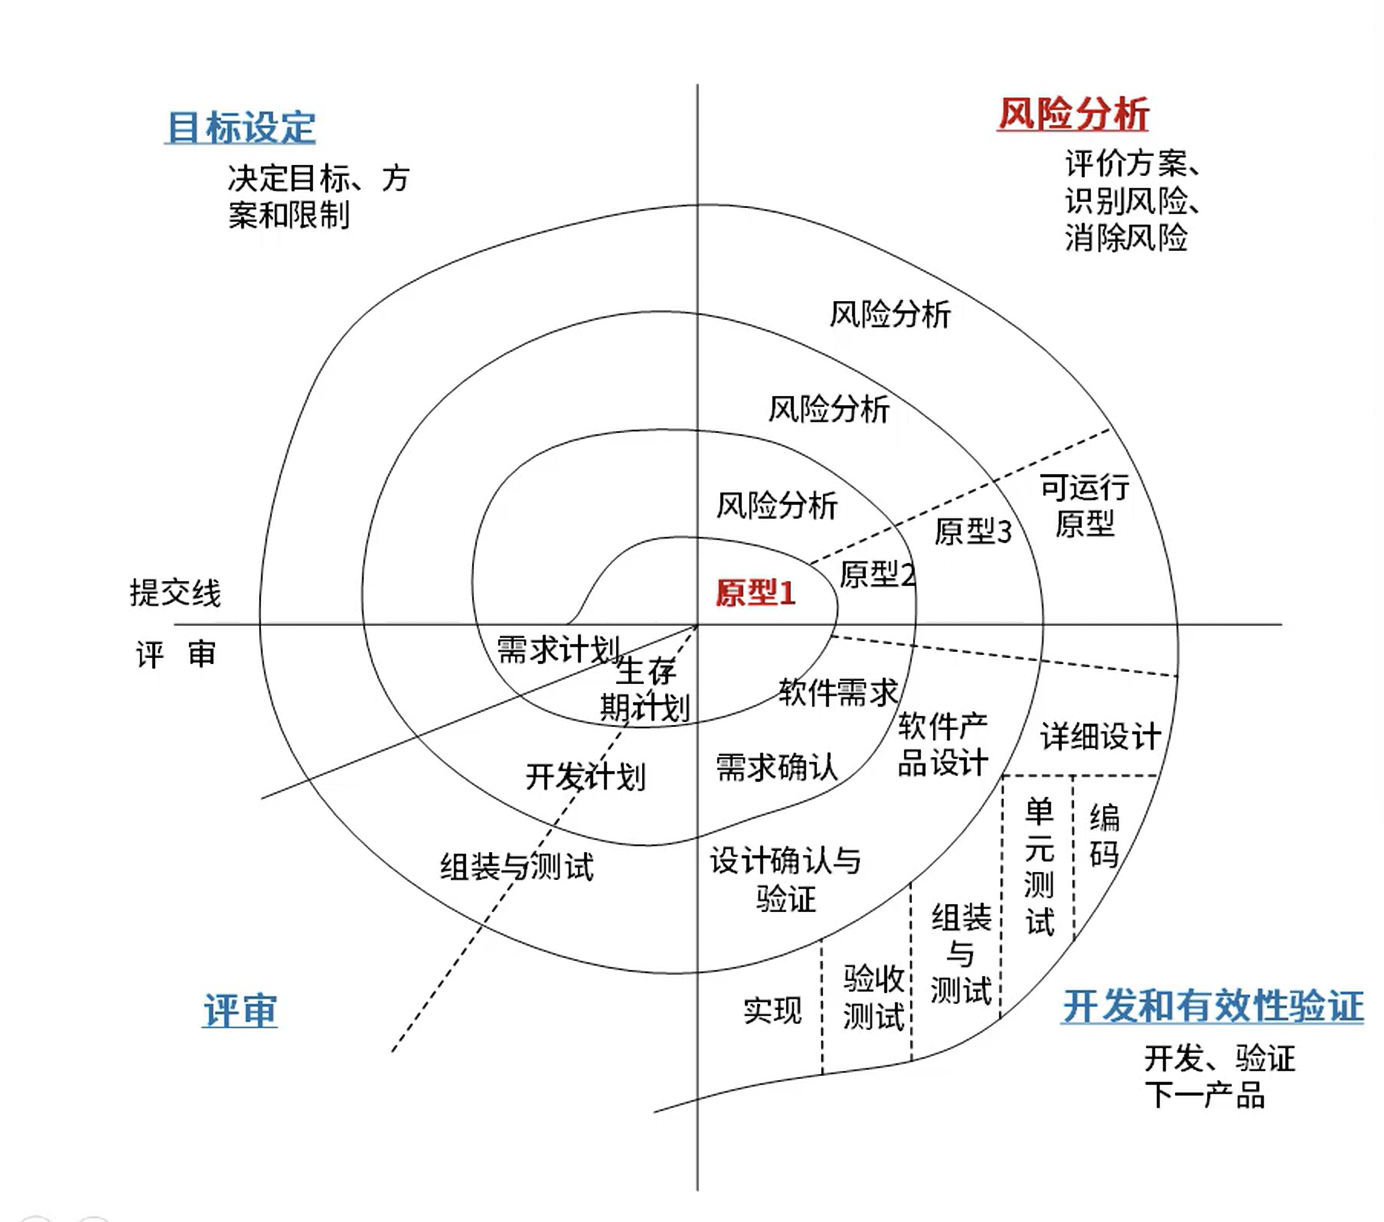 目标设定
决定目标、方
案和限制
风险分析
评价方案、
识别风险、
消除风险
风险分析
风险分析
风险分析
可运行
原型
原型3
原型2
原型1
提交线
评 审
需求计划
生存
期计划
开发计划
组装与测试
软件需求
需求确认
软件产
品设计
设计确认与
验证
详细设计
单
元
测
试
编
码
组装
与
测试
验收
测试
实现
评审
开发和有效性验证
开发、验证
下一产品